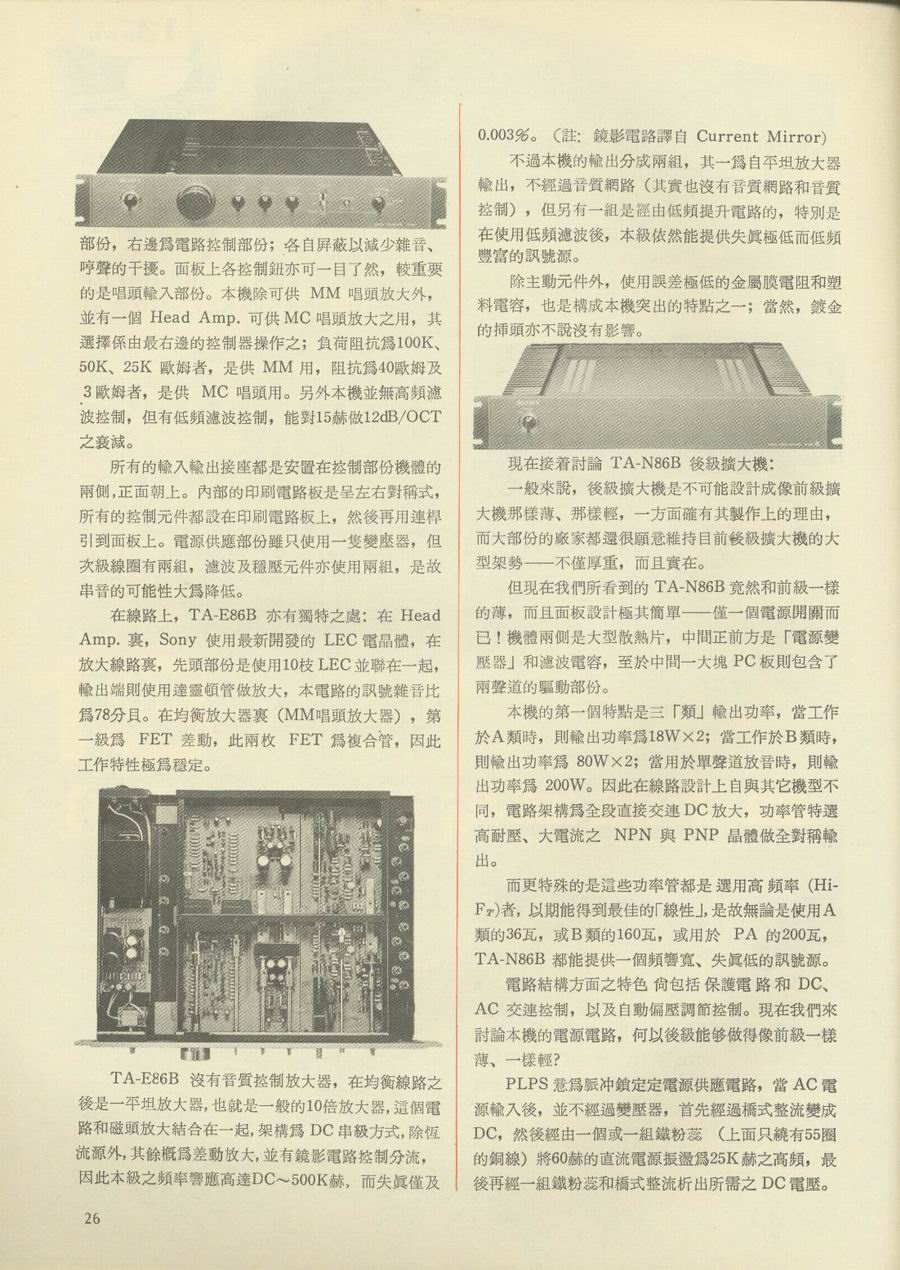 部份，右邊爲電路控制部份；各自屏蔽以減少雜音、
哼聲的干擾。面板上各控制鈕亦可一目了然，較重要
的是唱頭輸入部份。本機除可供 MM 唱頭放大外，
並有一個 Head Amp. 可供 MC 唱頭放大之用，其
選擇係由最右邊的控制器操作之；負荷阻抗爲100K、
50K、25K 歐姆者，是供 MM 用，阻抗爲40歐姆及
3歐姆者，是供 MC 唱頭用。另外本機並無高頻濾
波控制，但有低頻濾波控制，能對15赫做12dB/OCT
之衰減。
所有的輸入輸出接座都是安置在控制部份機體的
兩側,正面朝上。內部的印刷電路板是呈左右對稱式，
所有的控制元件都設在印刷電路板上，然後再用連桿
引到面板上。電源供應部份雖只使用一隻變壓器，但
次級線圈有兩組，濾波及穩壓元件亦使用兩組，是故
串音的可能性大爲降低。
在線路上，TA-E86B 亦有獨特之處：在 Head
Amp. 裏，Sony 使用最新開發的 LEC 電晶體，在
放大線路裏，先頭部份是使用10枝 LEC 並聯在一起，
輸出端則使用達靈頓管做放大，本電路的訊號雜音比
爲78分貝。在均衡放大器裏（MM唱頭放大器），第
一級爲 FET 差動，此兩枚 FET 爲複合管，因此
工作特性極爲穩定。
TA-E86B 沒有音質控制放大器，在均衡線路之
後是一平坦放大器,也就是一般的10倍放大器,這個電
路和磁頭放大結合在一起,架構爲 DC 串級方式,除恆
流源外,其餘概爲差動放大,並有鏡影電路控制分流，
因此本級之頻率響應高達DC～500K赫，而失眞僅及
26
0.003%。（註：鏡影電路譯自 Current Mirror）
不過本機的輸出分成兩組，其一爲自平坦放大器
輸出，不經過音質網路（其實也沒有音質網路和音質
控制），但另有一組是經由低頻提升電路的，特別是
在使用低頻濾波後，本級依然能提供失眞極低而低頻
豐富的訊號源。
除主動元件外，使用誤差極低的金屬膜電阻和塑
料電容，也是構成本機突出的特點之一；當然，鍍金
的揷頭亦不說沒有影響。
SONY
現在接着討論 TA-N86B 後級擴大機：
一般來說，後級擴大機是不可能設計成像前級擴
大機那樣薄、那樣輕，一方面確有其製作上的理由，
而大部份的廠家都還很願意維持目前後級擴大機的大
型架勢——不僅厚重，而且實在。
但現在我們所看到的 TA-N86B 竟然和前級一樣
的薄，而且面板設計極其簡單——僅一個電源開關而
已！機體兩側是大型散熱片，中間正前方是「電源變
壓器」和濾波電容，至於中間一大塊 PC 板則包含了
兩聲道的驅動部份。
本機的第一個特點是三「類」輸出功率，當工作
於A類時，則輸出功率爲18W×2；當工作於B類時，
則輸出功率爲 80W×2；當用於單聲道放音時，則輸
出功率爲 200W。因此在線路設計上自與其它機型不
同，電路架構爲全段直接交連 DC 放大，功率管特選
高耐壓、大電流之 NPN 與 PNP 晶體做全對稱輸
出。
而更特殊的是這些功率管都是選用高頻率（Hi-
Fт)者，以期能得到最佳的「線性」,是故無論是使用A
類的36瓦，或B類的160瓦，或用於 PA 的200瓦，
TA-N86B 都能提供一個頻響寬、失眞低的訊號源。
電路結構方面之特色尙包括保護電路和 DC、
AC 交連控制，以及自動偏壓調節控制。現在我們來
討論本機的電源電路，何以後級能够做得像前級一樣
薄、一樣輕?
PLPS 意爲脈冲鎖定定電源供應電路，當 AC 電
源輸入後，並不經過變壓器，首先經過橋式整流變成
DC，然後經由一個或一組鐵粉蕊 （上面只繞有55圈
的銅線）將60赫的直流電源振盪爲25K赫之高頻，最
後再經一組鐵粉蕊和橋式整流析出所需之 DC 電壓。